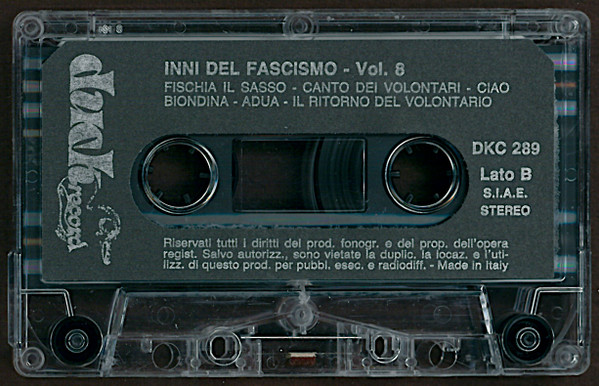 INNI DEL FASCISMO - Vol. 8
FISCHIA IL SASSO - CANTO DEI VOLONTARI - CIAO
BIONDINA - ADUA - IL RITORNO DEL VOLONTARIO
record
DKC 289
Lato B
S.I.A.E.
STEREO
Riservati tutti i diritti del prod. fonogr. e del prop. dell'opera
regist. Salvo autorizz., sono vietate la duplic. la locaz. e l'uti-
lizz. di questo prod. per pubbl. esec. e radiodiff. - Made in Italy